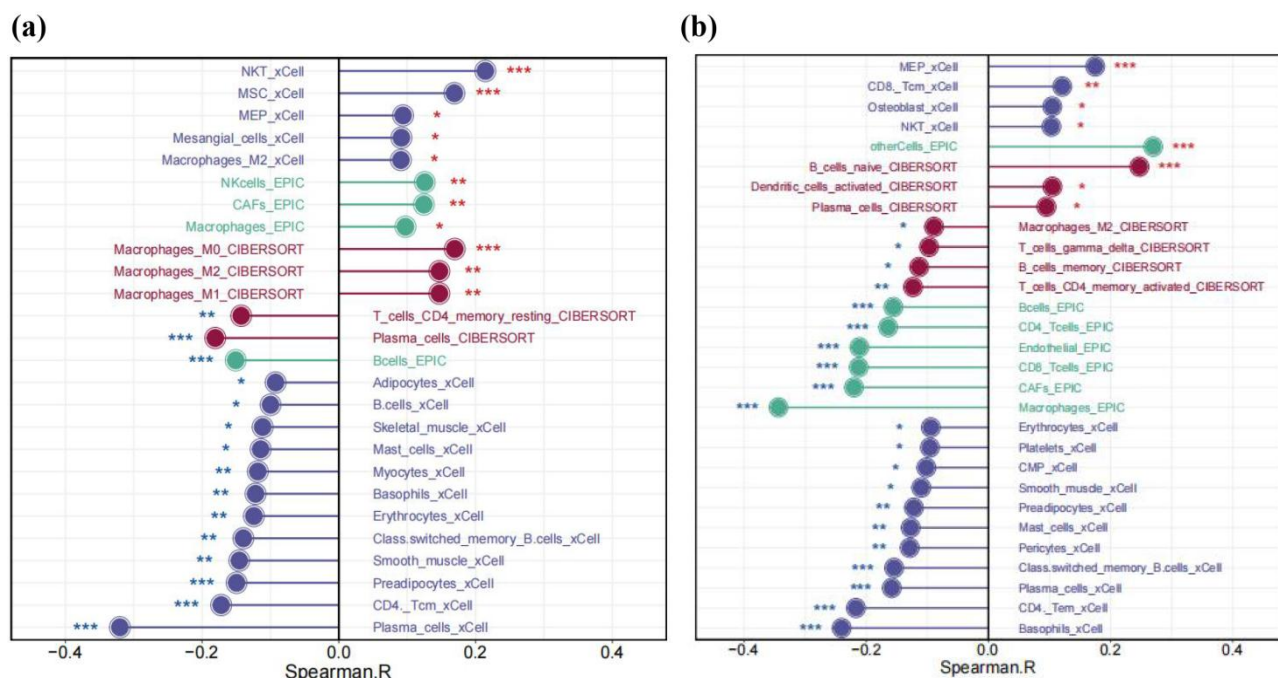 (a)
NKT_xCell ***
MSC_xCell ***
MEP_xCell *
Mesangial_cells_xCell *
Macrophages_M2_xCell *
NKcells_EPIC **
CAFs_EPIC **
Macrophages_EPIC *
Macrophages_M0_CIBERSORT ***
Macrophages_M2_CIBERSORT **
Macrophages_M1_CIBERSORT **
** T_cells_CD4_memory_resting_CIBERSORT
*** Plasma_cells_CIBERSORT
*** Bcells_EPIC
* Adipocytes_xCell
* B.cells_xCell
* Skeletal_muscle_xCell
* Mast_cells_xCell
** Myocytes_xCell
** Basophils_xCell
** Erythrocytes_xCell
** Class.switched_memory_B.cells_xCell
** Smooth_muscle_xCell
*** Preadipocytes_xCell
*** CD4._Tcm_xCell
*** Plasma_cells_xCell
−0.4 −0.2 0.0 0.2 0.4
Spearman.R
(b)
MEP_xCell ***
CD8._Tcm_xCell **
Osteoblast_xCell *
NKT_xCell *
otherCells_EPIC ***
B_cells_naive_CIBERSORT ***
Dendritic_cells_activated_CIBERSORT *
Plasma_cells_CIBERSORT *
* Macrophages_M2_CIBERSORT
* T_cells_gamma_delta_CIBERSORT
* B_cells_memory_CIBERSORT
** T_cells_CD4_memory_activated_CIBERSORT
*** Bcells_EPIC
*** CD4_Tcells_EPIC
*** Endothelial_EPIC
*** CD8_Tcells_EPIC
*** CAFs_EPIC
*** Macrophages_EPIC
* Erythrocytes_xCell
* Platelets_xCell
* CMP_xCell
* Smooth_muscle_xCell
** Preadipocytes_xCell
** Mast_cells_xCell
** Pericytes_xCell
*** Class.switched_memory_B.cells_xCell
*** Plasma_cells_xCell
*** CD4._Tem_xCell
*** Basophils_xCell
−0.4 −0.2 0.0 0.2 0.4
Spearman.R